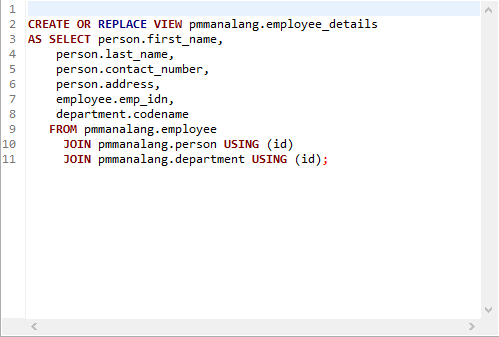 1
2 CREATE OR REPLACE VIEW pmmanalang.employee_details
3 AS SELECT person.first_name,
4 person.last_name,
5 person.contact_number,
6 person.address,
7 employee.emp_idn,
8 department.codename
9 FROM pmmanalang.employee
10 JOIN pmmanalang.person USING (id)
11 JOIN pmmanalang.department USING (id);